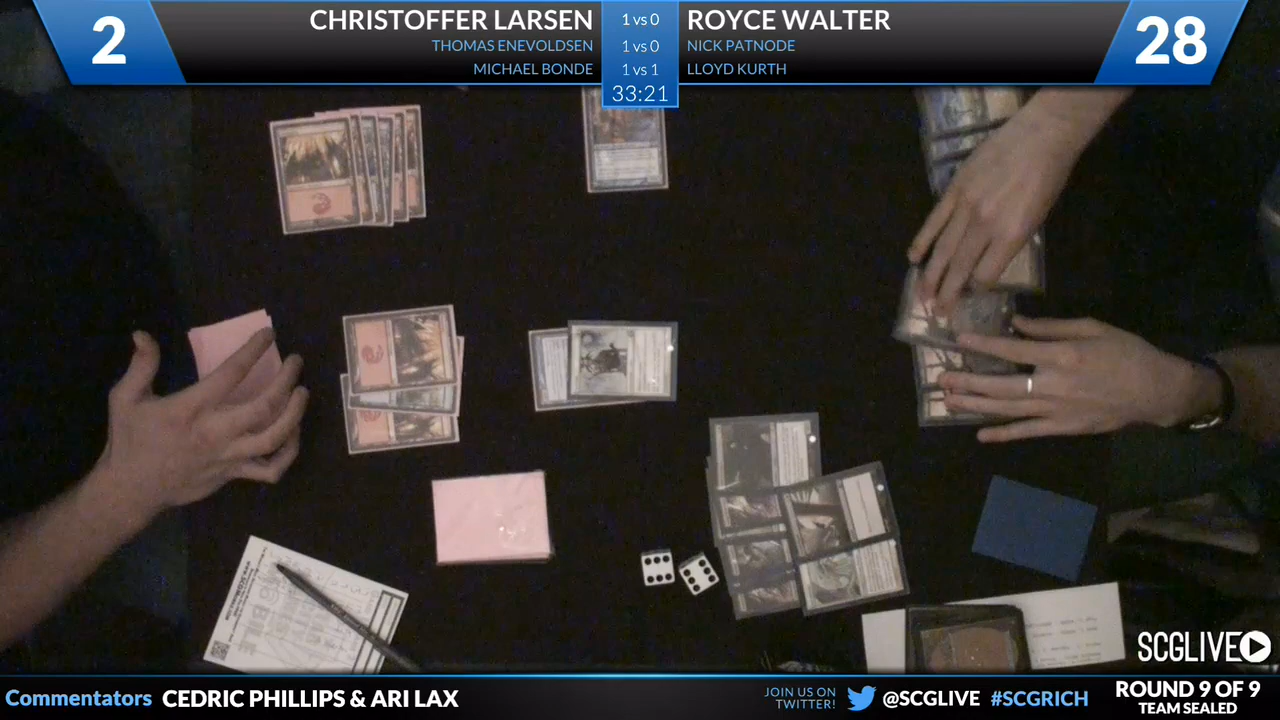 2
CHRISTOFFER LARSEN
1 vs 0
ROYCE WALTER
28
THOMAS ENEVOLDSEN
1 vs 0
NICK PATNODE
MICHAEL BONDE
1 vs 1
LLOYD KURTH
33:21
SCGLIVE
Commentators CEDRIC PHILLIPS & ARI LAX
JOIN US ON
TWITTER!
@SCGLIVE #SCGRICH
ROUND 9 OF 9
TEAM SEALED